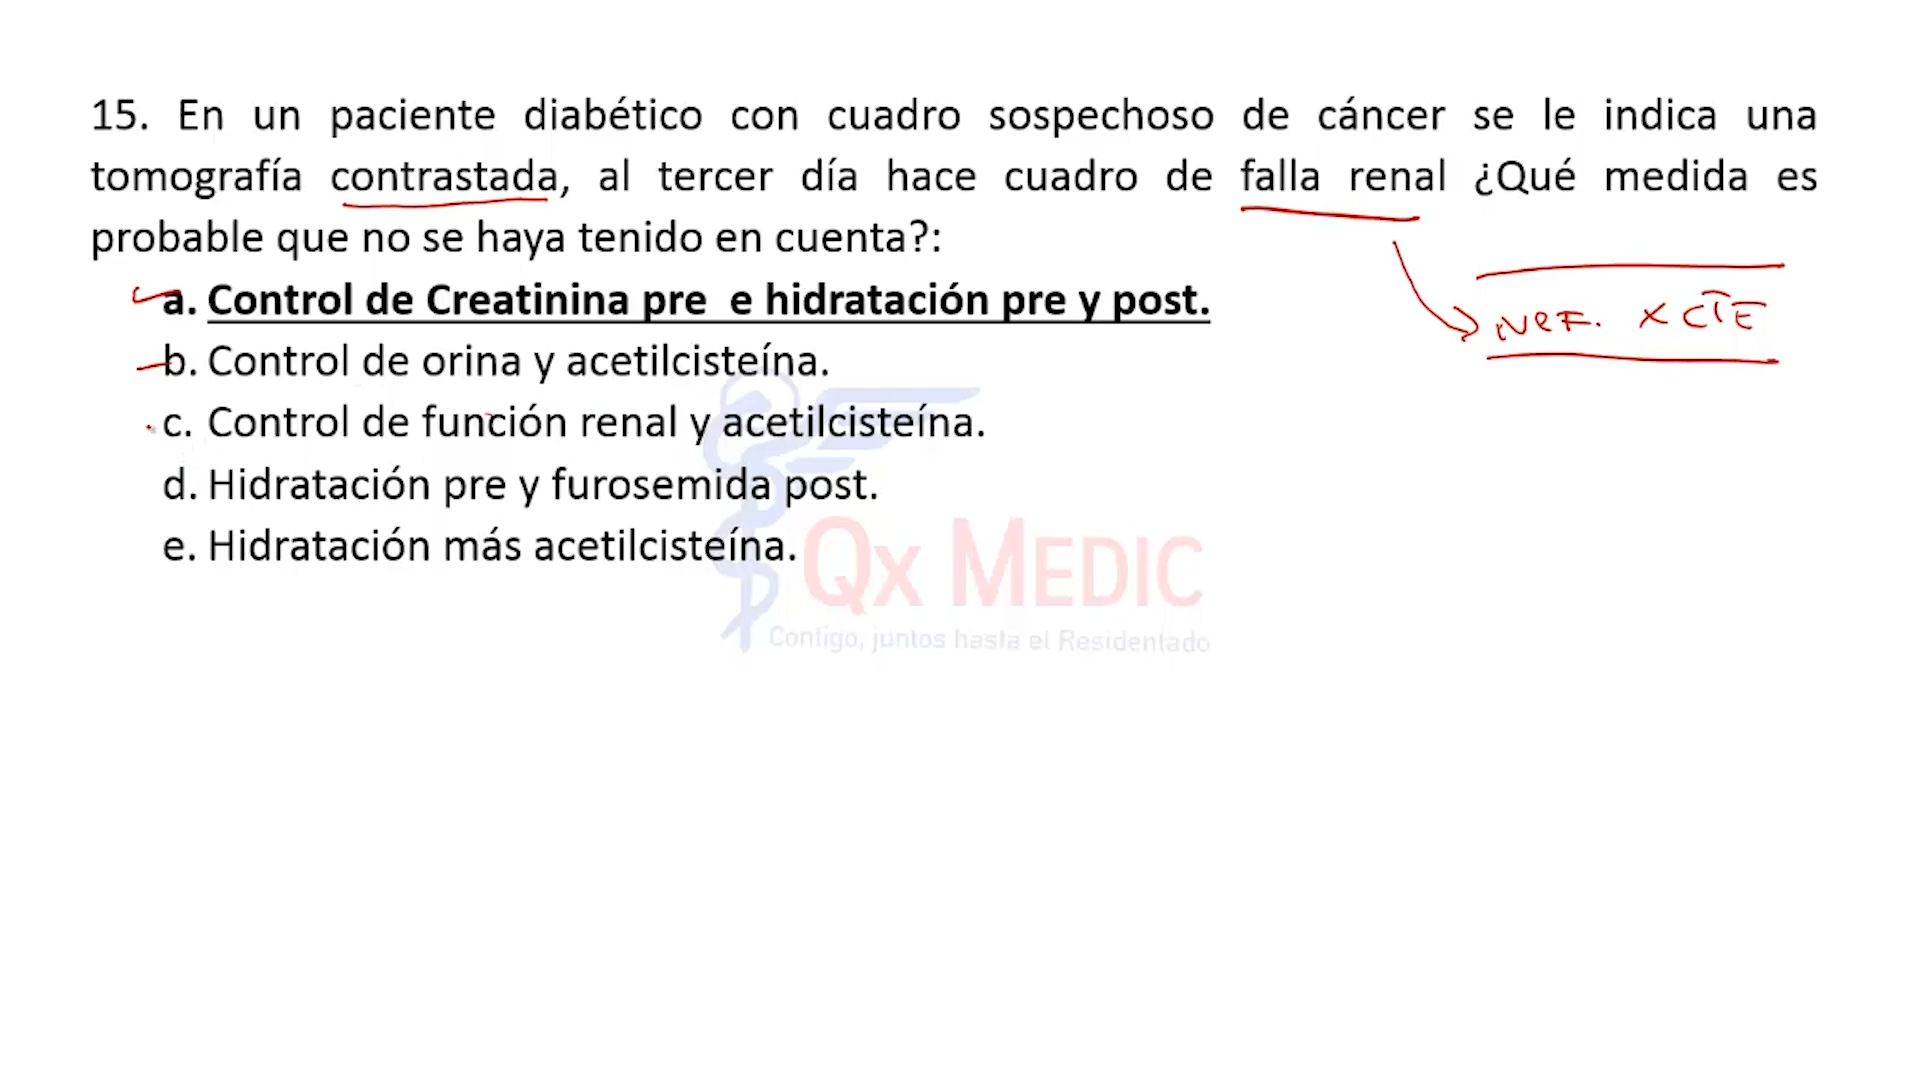 15. En un paciente diabético con cuadro sospechoso de cáncer se le indica una
tomografía contrastada, al tercer día hace cuadro de falla renal ¿Qué medida es
probable que no se haya tenido en cuenta?:
a. Control de Creatinina pre e hidratación pre y post.
b. Control de orina y acetilcisteína.
c. Control de función renal y acetilcisteína.
d. Hidratación pre y furosemida post.
e. Hidratación más acetilcisteína.
NEF. X CTE
Qx MEDIC
Contigo, juntos hasta el Residentado